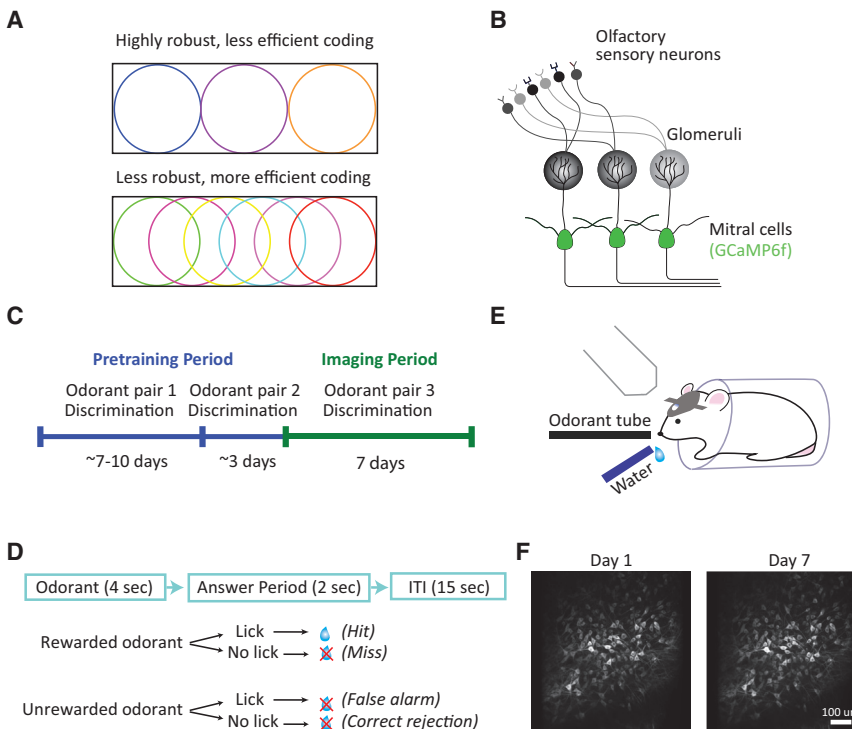 A
Highly robust, less efficient coding
Less robust, more efficient coding
B
Olfactory
sensory neurons
Glomeruli
Mitral cells
(GCaMP6f)
C
Pretraining Period
Imaging Period
Odorant pair 1
Discrimination
Odorant pair 2
Discrimination
Odorant pair 3
Discrimination
~7-10 days
~3 days
7 days
E
Odorant tube
Water
D
Odorant (4 sec)
Answer Period (2 sec)
ITI (15 sec)
Rewarded odorant
Lick
(Hit)
No lick
(Miss)
Unrewarded odorant
Lick
(False alarm)
No lick
(Correct rejection)
F
Day 1
Day 7
100 um